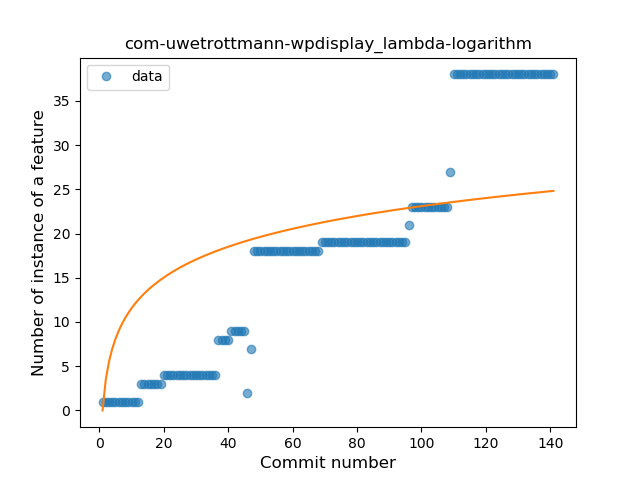 com-uwetrottmann-wpdisplay_lambda-logarithm
data
Number of instance of a feature
35
30
25
20
15
10
5
0
0 20 40 60 80 100 120 140
Commit number